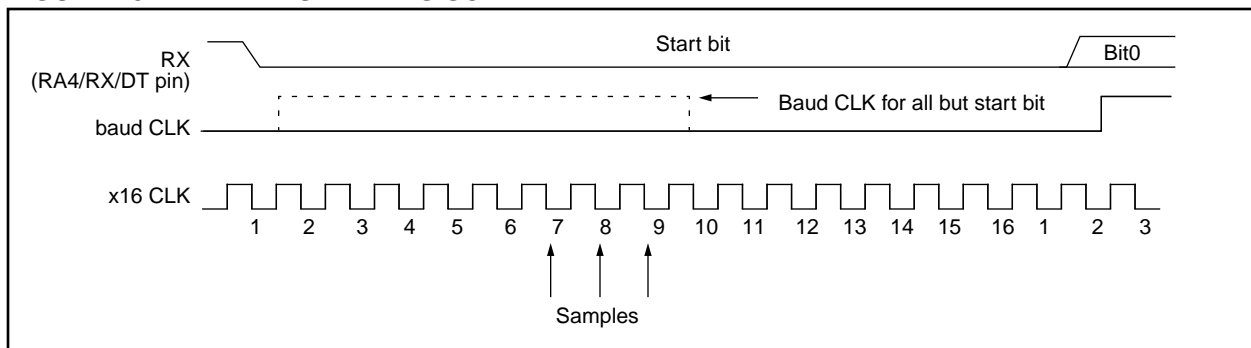 Start bit
RX
(RA4/RX/DT pin)
Bit0
Baud CLK for all but start bit
baud CLK
x16 CLK
1 2 3 4 5 6 7 8 9 10 11 12 13 14 15 16 1 2 3
Samples